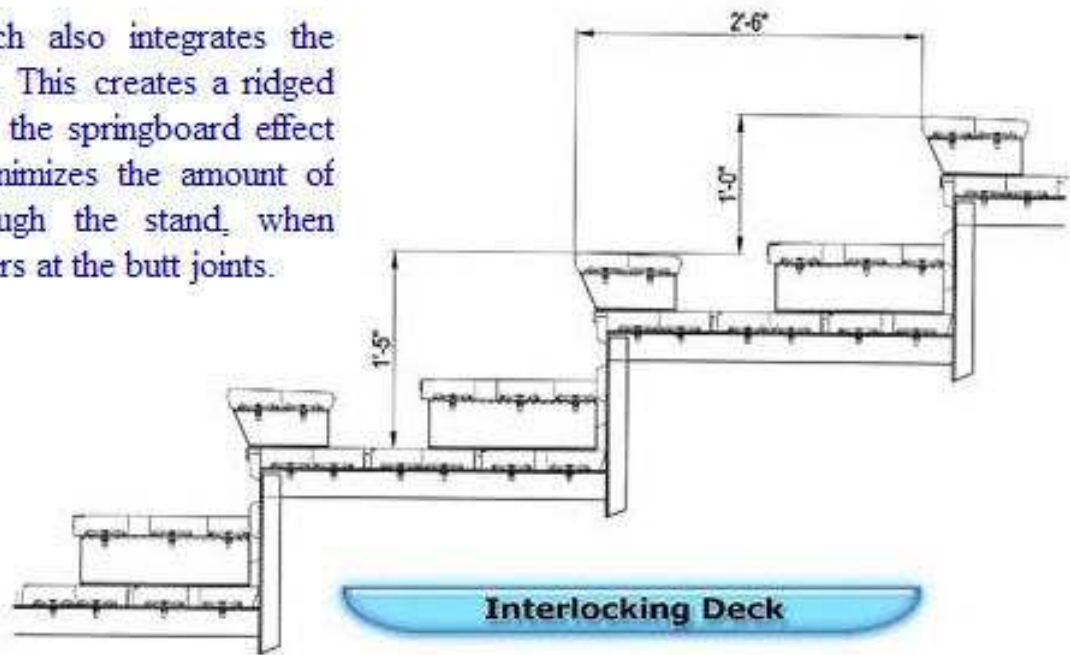 ch also integrates the
This creates a ridged
the springboard effect
nimizes the amount of
ugh the stand, when
rs at the butt joints.
2'-6"
1'-0"
1'-5"
Interlocking Deck